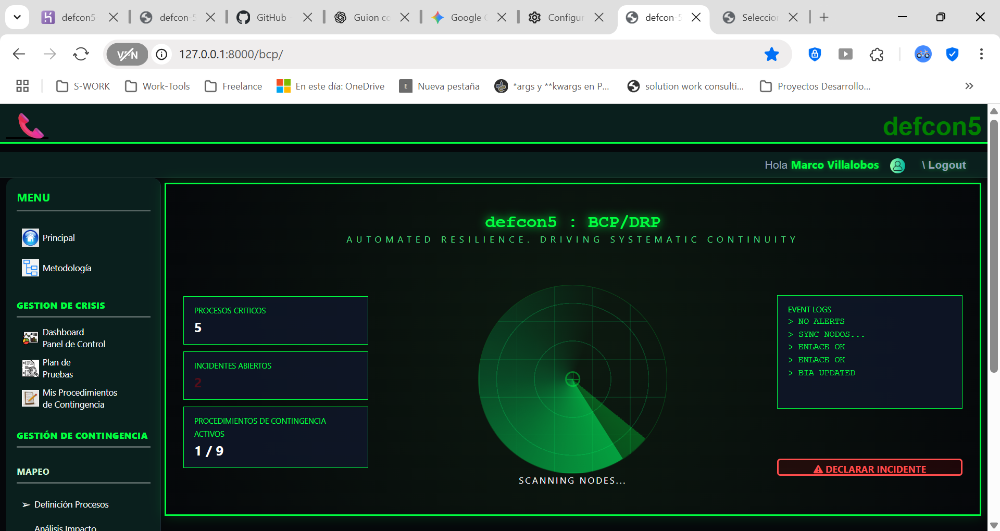 defcon5-
defcon-5
GitHub -
Guion co
Google
Configur
defcon-5
Seleccio
VPN
127.0.0.1:8000/bcp/
S-WORK
Work-Tools
Freelance
En este día: OneDrive
E
Nueva pestaña
*args y **kwargs en P...
solution work consulti...
Proyectos Desarrollo...
defcon5
Hola Marco Villalobos
\ Logout
MENU
Principal
Metodología
GESTION DE CRISIS
Dashboard
Panel de Control
Plan de
Pruebas
Mis Procedimientos
de Contingencia
GESTIÓN DE CONTINGENCIA
MAPEO
➢ Definición Procesos
Análisis Impacto
defcon5 : BCP/DRP
AUTOMATED RESILIENCE. DRIVING SYSTEMATIC CONTINUITY
PROCESOS CRITICOS
5
INCIDENTES ABIERTOS
2
PROCEDIMIENTOS DE CONTINGENCIA
ACTIVOS
1 / 9
SCANNING NODES...
EVENT LOGS
> NO ALERTS
> SYNC NODOS...
> ENLACE OK
> ENLACE OK
> BIA UPDATED
DECLARAR INCIDENTE